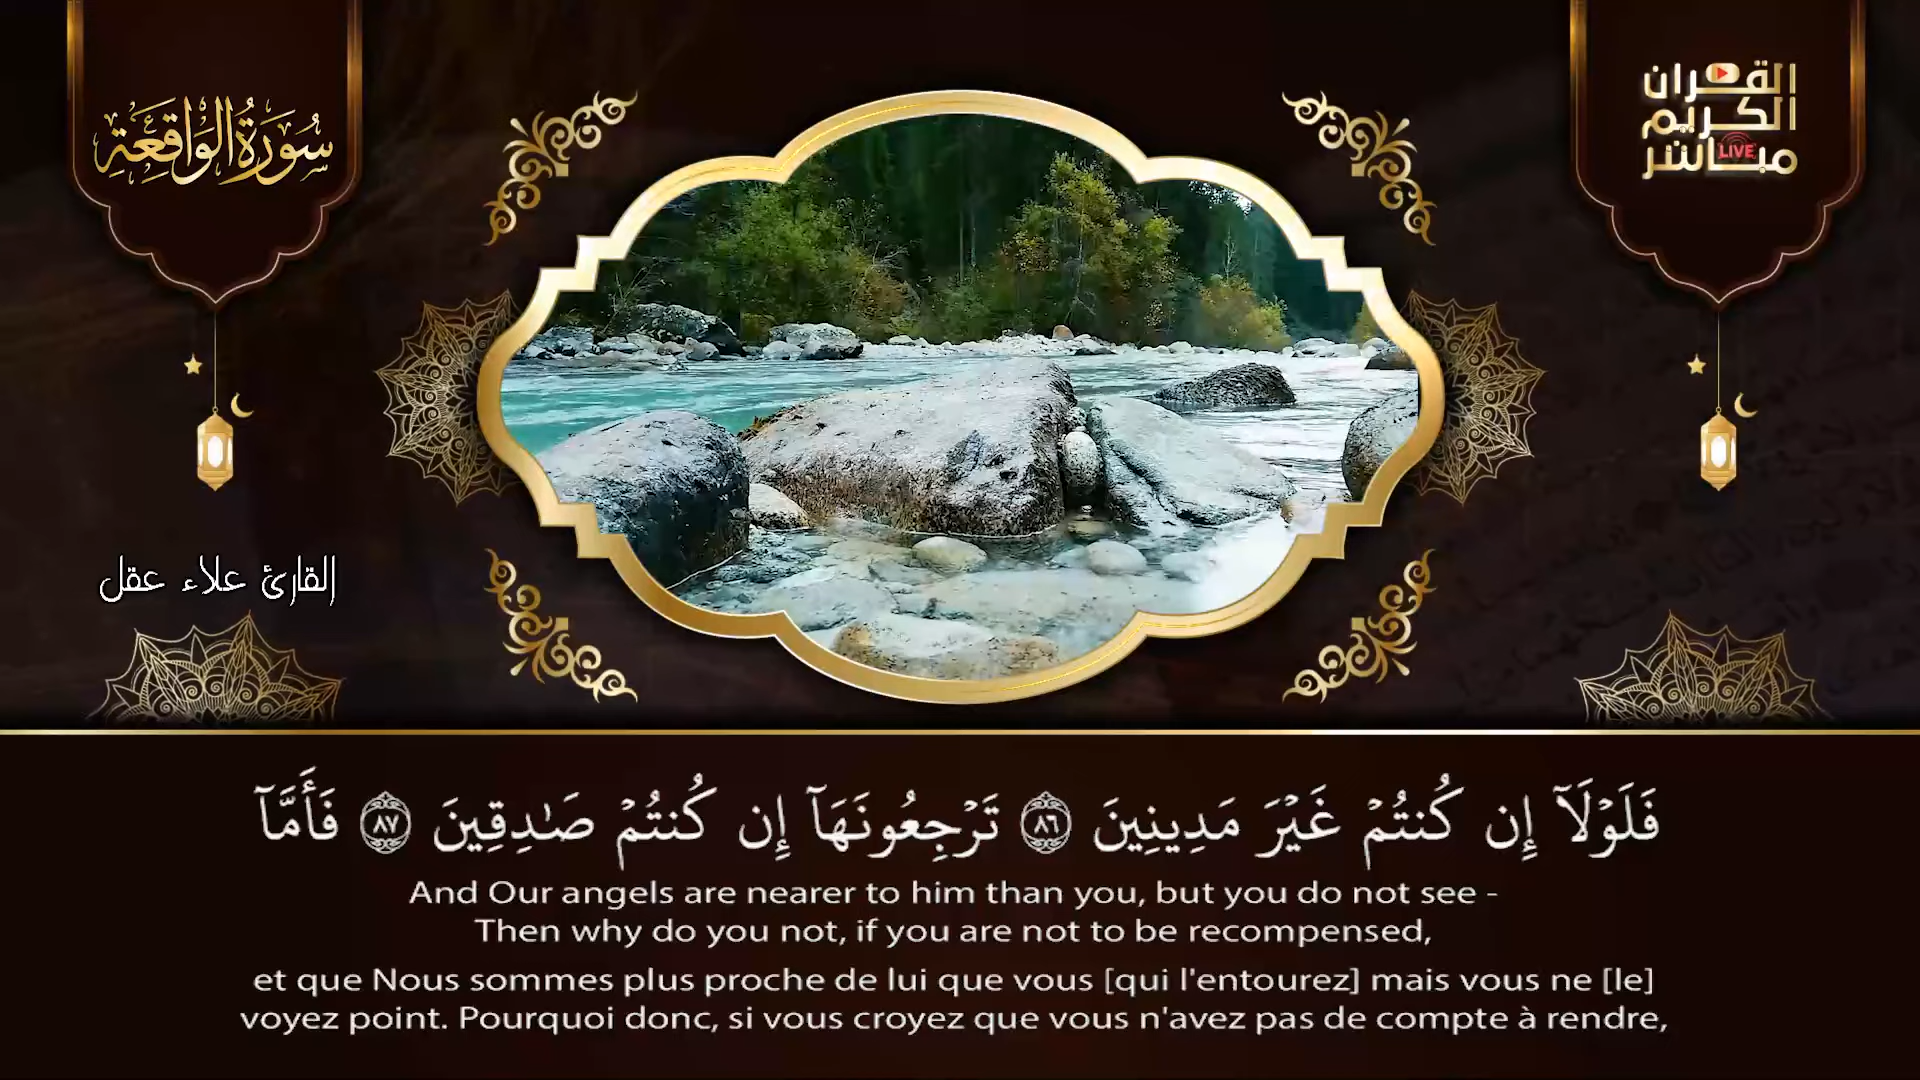 سُورَةُ الوَاقِعَةِ
القرآن
الكريم
مباشر
LIVE
القارئ علاء عقل
فَلَوْلَآ إِن كُنتُمْ غَيْرَ مَدِينِينَ ٨٦ تَرْجِعُونَهَآ إِن كُنتُمْ صَـٰدِقِينَ ٨٧ فَأَمَّآ
And Our angels are nearer to him than you, but you do not see -
Then why do you not, if you are not to be recompensed,
et que Nous sommes plus proche de lui que vous [qui l'entourez] mais vous ne [le]
voyez point. Pourquoi donc, si vous croyez que vous n'avez pas de compte à rendre,